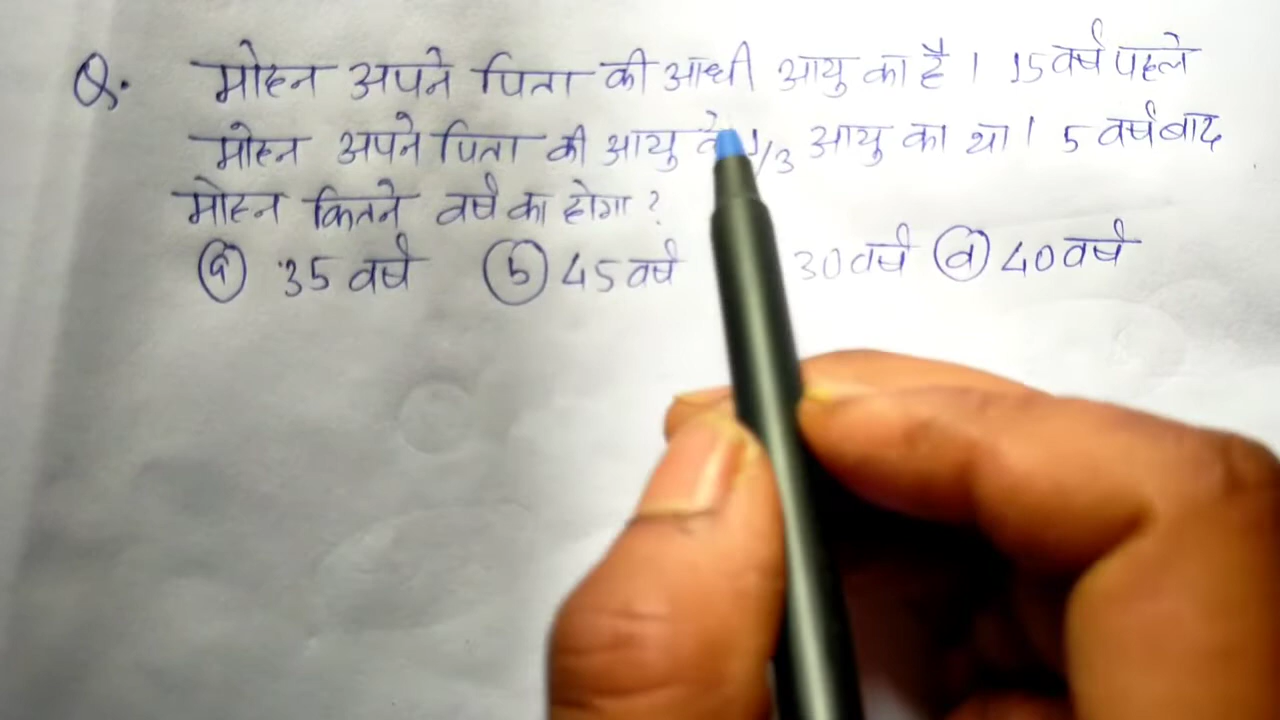 Q. मोहन अपने पिता की आधी आयु का है। 15 वर्ष पहले
मोहन अपने पिता की आयु के 1/3 आयु का था। 5 वर्ष बाद
मोहन कितने वर्ष का होगा?
(a) 35 वर्ष (b) 45 वर्ष 30 वर्ष (d) 40 वर्ष